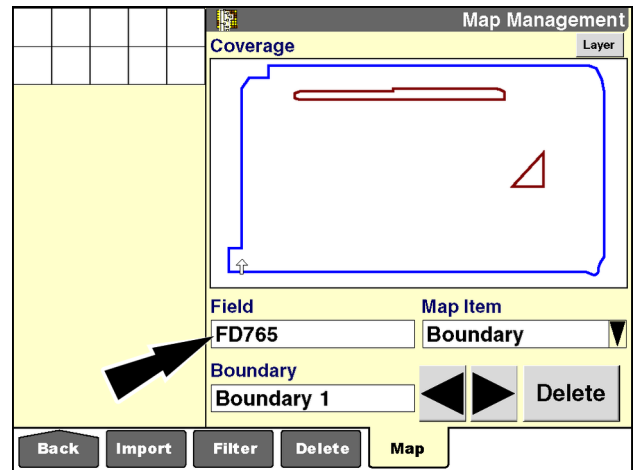 Map Management
Coverage
Layer
Field
Map Item
FD765
Boundary
Boundary
Boundary 1
Delete
Back
Import
Filter
Delete
Map